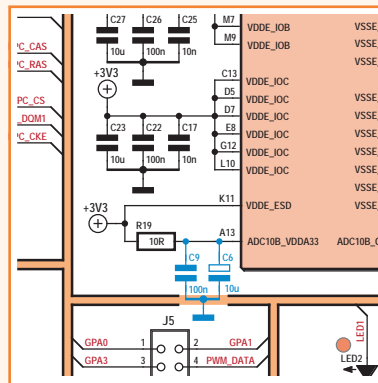 C27 C26 C25
10u 100n 10n
M7 VDDE_IOB VSSE
M9 VDDE_IOB VSSE
VSSE
PC_CAS
PC_RAS
+3V3
C13 VDDE_IOC VSSE
D5 VDDE_IOC VSSE
D7 VDDE_IOC VSSE
E8 VDDE_IOC VSSE
G12 VDDE_IOC VSSE
L10 VDDE_IOC VSSE
VSSE
PC_CS
_DQM1
PC_CKE
C23 C22 C17
10u 100n 10n
K11 VDDE_ESD VSSE
VSSE
+3V3
R19
10R
A13 ADC10B_VDDA33 ADC10B_G
C9 C6
100n 10u
J5
GPA0 1 2 GPA1
GPA3 3 4 PWM_DATA
LED1
LED2